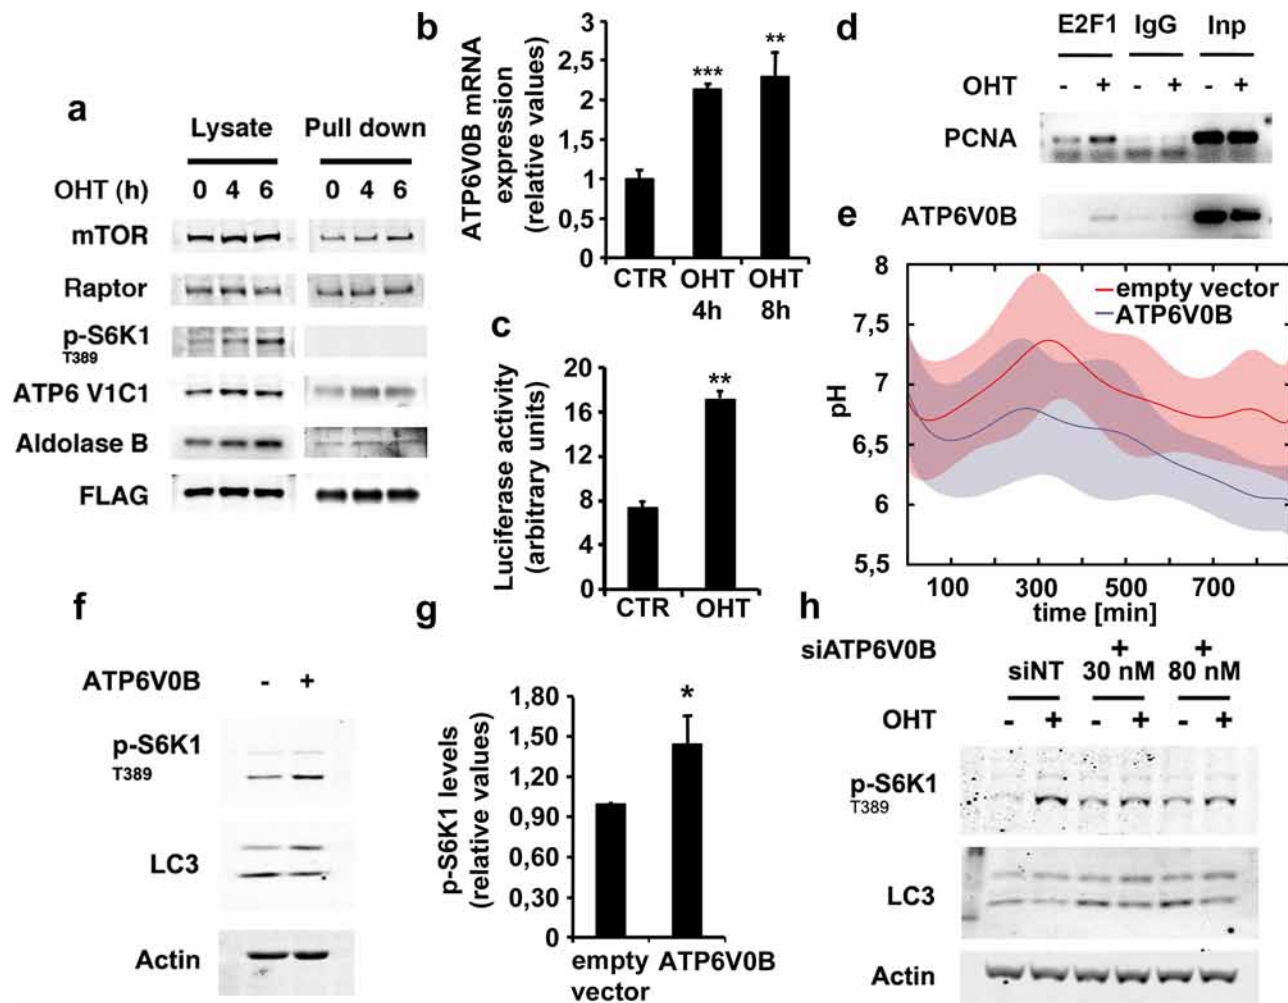 a
Lysate Pull down
OHT (h) 0 4 6 0 4 6
mTOR
Raptor
p-S6K1
T389
ATP6 V1C1
Aldolase B
FLAG
b
ATP6V0B mRNA
expression
(relative values)
3
2,5
2
1,5
1
0,5
0
***
**
CTR OHT OHT
4h 8h
c
Luciferase activity
(arbitrary units)
20
16
12
8
4
0
**
CTR OHT
d
E2F1 IgG Inp
OHT - + - + - +
PCNA
ATP6V0B
e
pH
8
7,5
7
6,5
6
5,5
empty vector
ATP6V0B
100 300 500 700
time [min]
f
ATP6V0B - +
p-S6K1
T389
LC3
Actin
g
p-S6K1 levels
(relative values)
1,80
1,50
1,20
0,90
0,60
0,30
0
*
empty ATP6V0B
vector
h
siATP6V0B + +
siNT 30 nM 80 nM
OHT - + - + - +
p-S6K1
T389
LC3
Actin